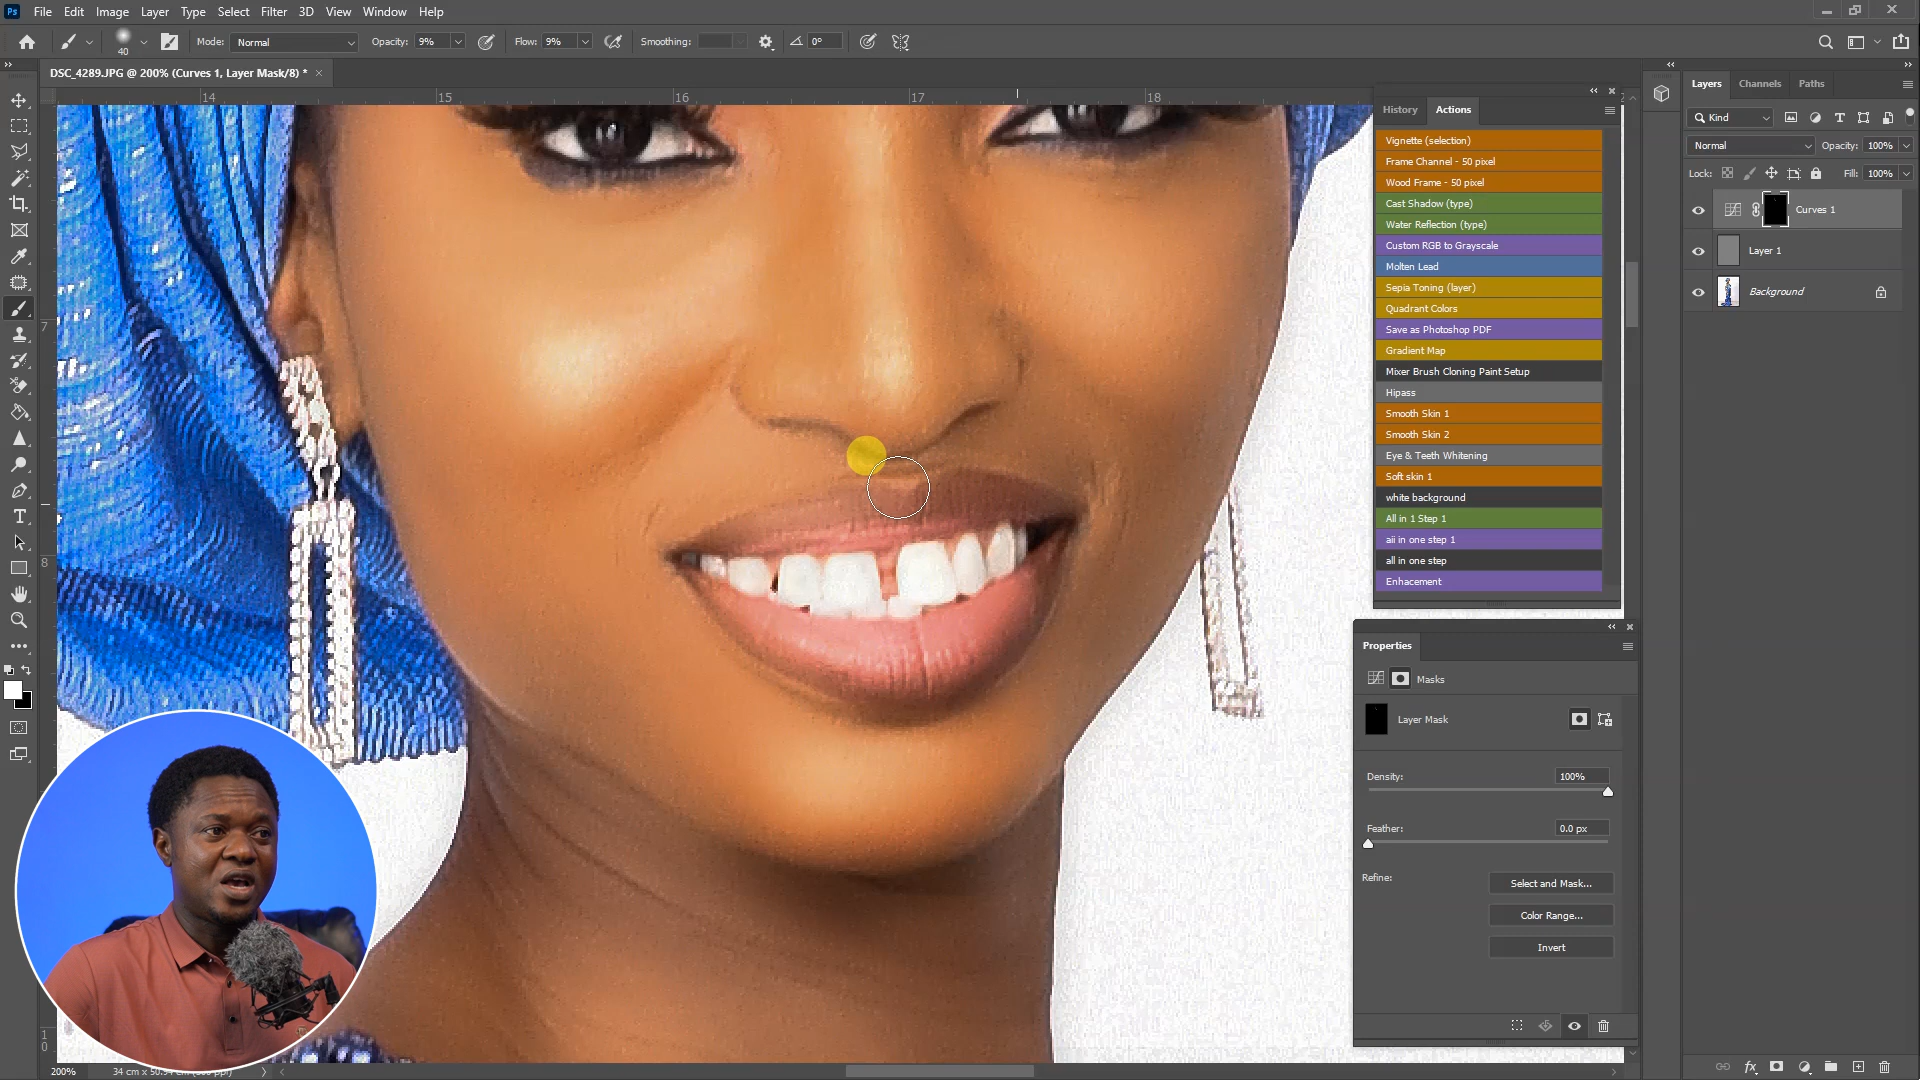 Ps File Edit Image Layer Type Select Filter 3D View Window Help
40 Mode: Normal Opacity: 9% Flow: 9% Smoothing: 0°
DSC_4289.JPG @ 200% (Curves 1, Layer Mask/8) * ×
14 15 16 17 18
7
8
10
History Actions
Vignette (selection)
Frame Channel - 50 pixel
Wood Frame - 50 pixel
Cast Shadow (type)
Water Reflection (type)
Custom RGB to Grayscale
Molten Lead
Sepia Toning (layer)
Quadrant Colors
Save as Photoshop PDF
Gradient Map
Mixer Brush Cloning Paint Setup
Hipass
Smooth Skin 1
Smooth Skin 2
Eye & Teeth Whitening
Soft skin 1
white background
All in 1 Step 1
aii in one step 1
all in one step
Enhacement
Properties
Masks
Layer Mask
Density: 100%
Feather: 0.0 px
Refine:
Select and Mask...
Color Range...
Invert
Layers Channels Paths
Kind
Normal Opacity: 100%
Lock: Fill: 100%
Curves 1
Layer 1
Background
fx
200%